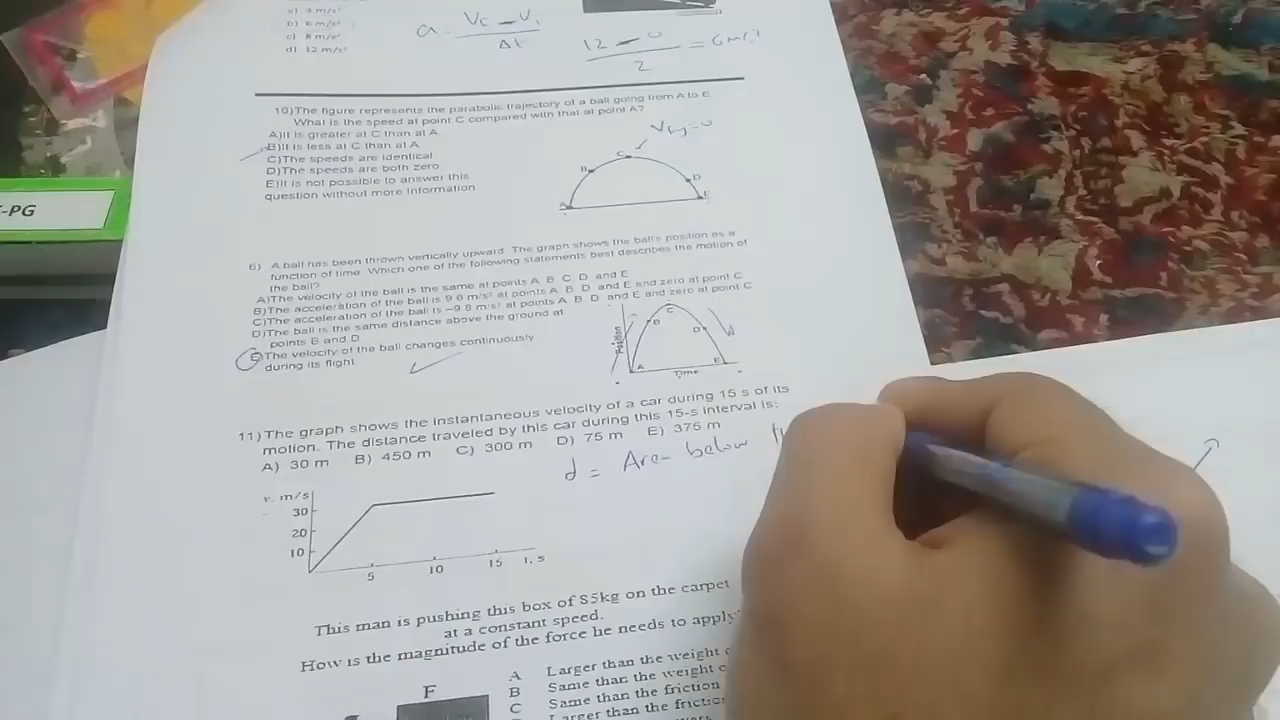 a) 4 m/s²
b) 6 m/s²
c) 8 m/s²
d) 12 m/s²
a = Vf - Vi
Δt
12 - 0
2
= 6 m/s²
10)The figure represents the parabolic trajectory of a ball going from A to E.
What is the speed at point C compared with that at point A?
A)It is greater at C than at A.
B)It is less at C than at A.
C)The speeds are identical
D)The speeds are both zero
E)It is not possible to answer this
question without more information
Vfy=0
C
B
D
A
E
-PG
6) A ball has been thrown vertically upward. The graph shows the ball's position as a
function of time. Which one of the following statements best describes the motion of
the ball?
A)The velocity of the ball is the same at points A, B, C, D, and E
B)The acceleration of the ball is 9.8 m/s² at points A, B, D, and E and zero at point C
C)The acceleration of the ball is −9.8 m/s² at points A, B, D, and E and zero at point C
D)The ball is the same distance above the ground at
points B and D
E)The velocity of the ball changes continuously
during its flight.
Position
C
B
D
A
E
Time
11)The graph shows the instantaneous velocity of a car during 15 s of its
motion. The distance traveled by this car during this 15-s interval is:
A) 30 m B) 450 m C) 300 m D) 75 m E) 375 m
d = Area below
v, m/s
30
20
10
5 10 15 t, s
This man is pushing this box of 85kg on the carpet
at a constant speed.
How is the magnitude of the force he needs to apply
F
A Larger than the weight
B Same than the weight
C Same than the friction
Larger than the